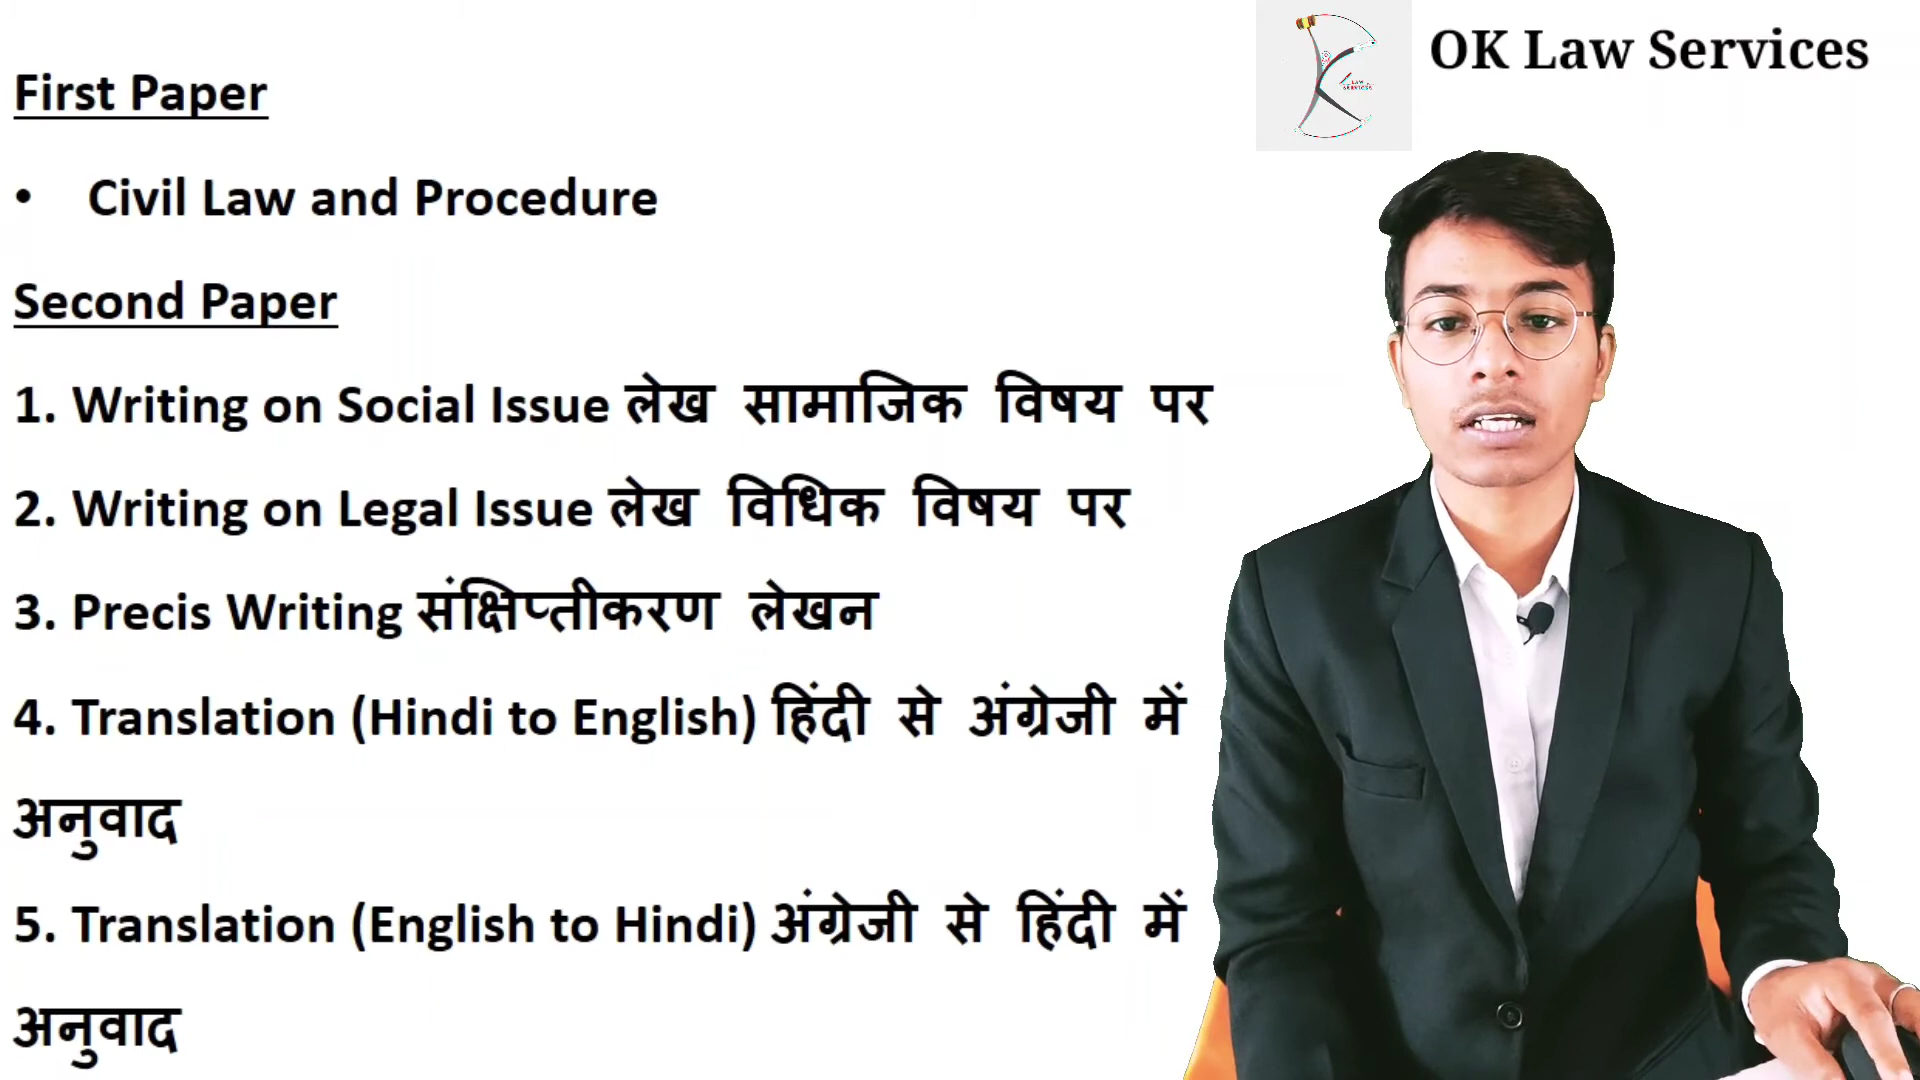 OK Law Services
LAW
SERVICES
First Paper
• Civil Law and Procedure
Second Paper
1. Writing on Social Issue लेख सामाजिक विषय पर
2. Writing on Legal Issue लेख विधिक विषय पर
3. Precis Writing संक्षिप्तीकरण लेखन
4. Translation (Hindi to English) हिंदी से अंग्रेजी में
अनुवाद
5. Translation (English to Hindi) अंग्रेजी से हिंदी में
अनुवाद